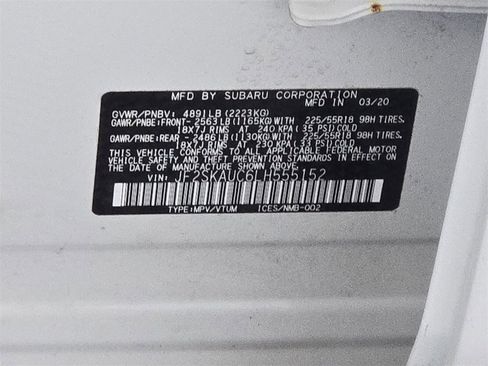 MFD BY SUBARU CORPORATION
GVWR/PNBV: 4891LB(2223KG) MFD IN 03/20
GAWR/PNBE:FRONT-2563LB(1165KG)WITH 225/55R18 98H TIRES.
18X7J RIMS AT 240 KPA(35 PSI)COLD
GAWR/PNBE:REAR -2486LB(1130KG)WITH 225/55R18 98H TIRES.
18X7J RIMS AT 230 KPA(33 PSI)COLD
THIS VEHICLE CONFORMS TO ALL APPLICABLE FEDERAL MOTOR
VEHICLE SAFETY STANDARDS IN EFFECT ON THE DATE OF
MANUFACTURE SHOWN ABOVE.
VIN: JF2SKAUC6LH555152
TYPE:MPV/VTUM ICES/NMB-002